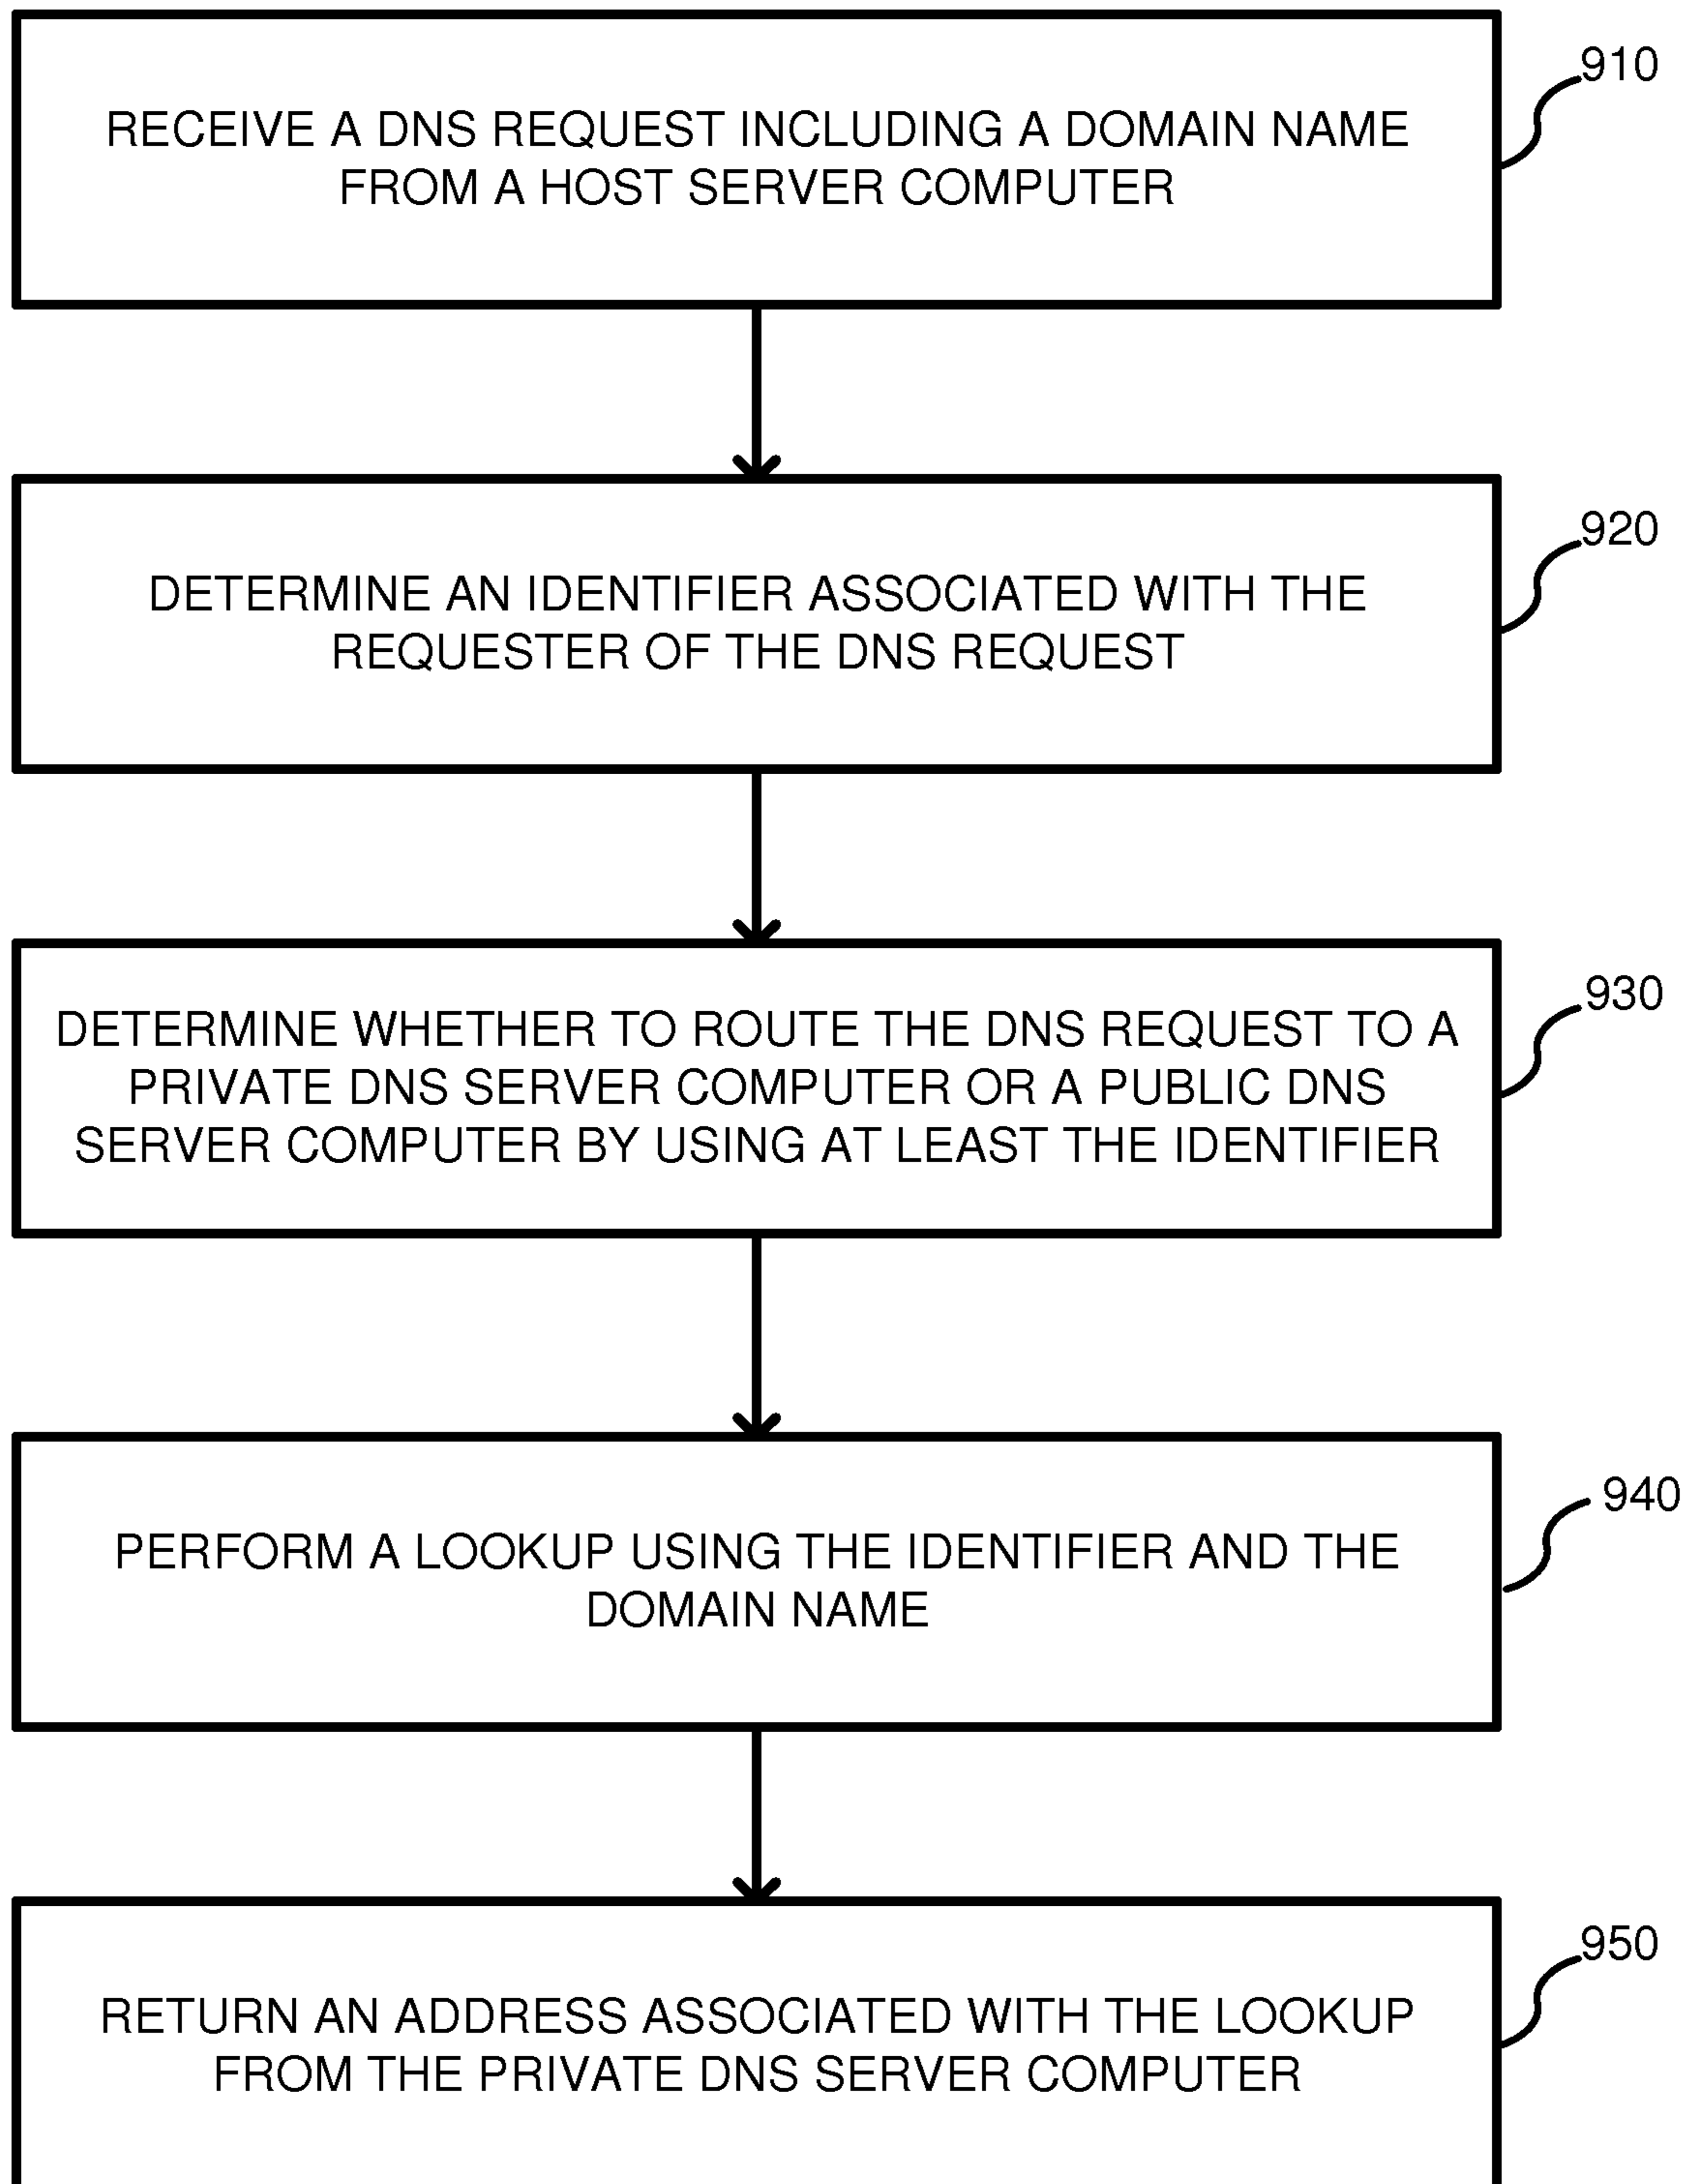 910
RECEIVE A DNS REQUEST INCLUDING A DOMAIN NAME
FROM A HOST SERVER COMPUTER
920
DETERMINE AN IDENTIFIER ASSOCIATED WITH THE
REQUESTER OF THE DNS REQUEST
930
DETERMINE WHETHER TO ROUTE THE DNS REQUEST TO A
PRIVATE DNS SERVER COMPUTER OR A PUBLIC DNS
SERVER COMPUTER BY USING AT LEAST THE IDENTIFIER
940
PERFORM A LOOKUP USING THE IDENTIFIER AND THE
DOMAIN NAME
950
RETURN AN ADDRESS ASSOCIATED WITH THE LOOKUP
FROM THE PRIVATE DNS SERVER COMPUTER